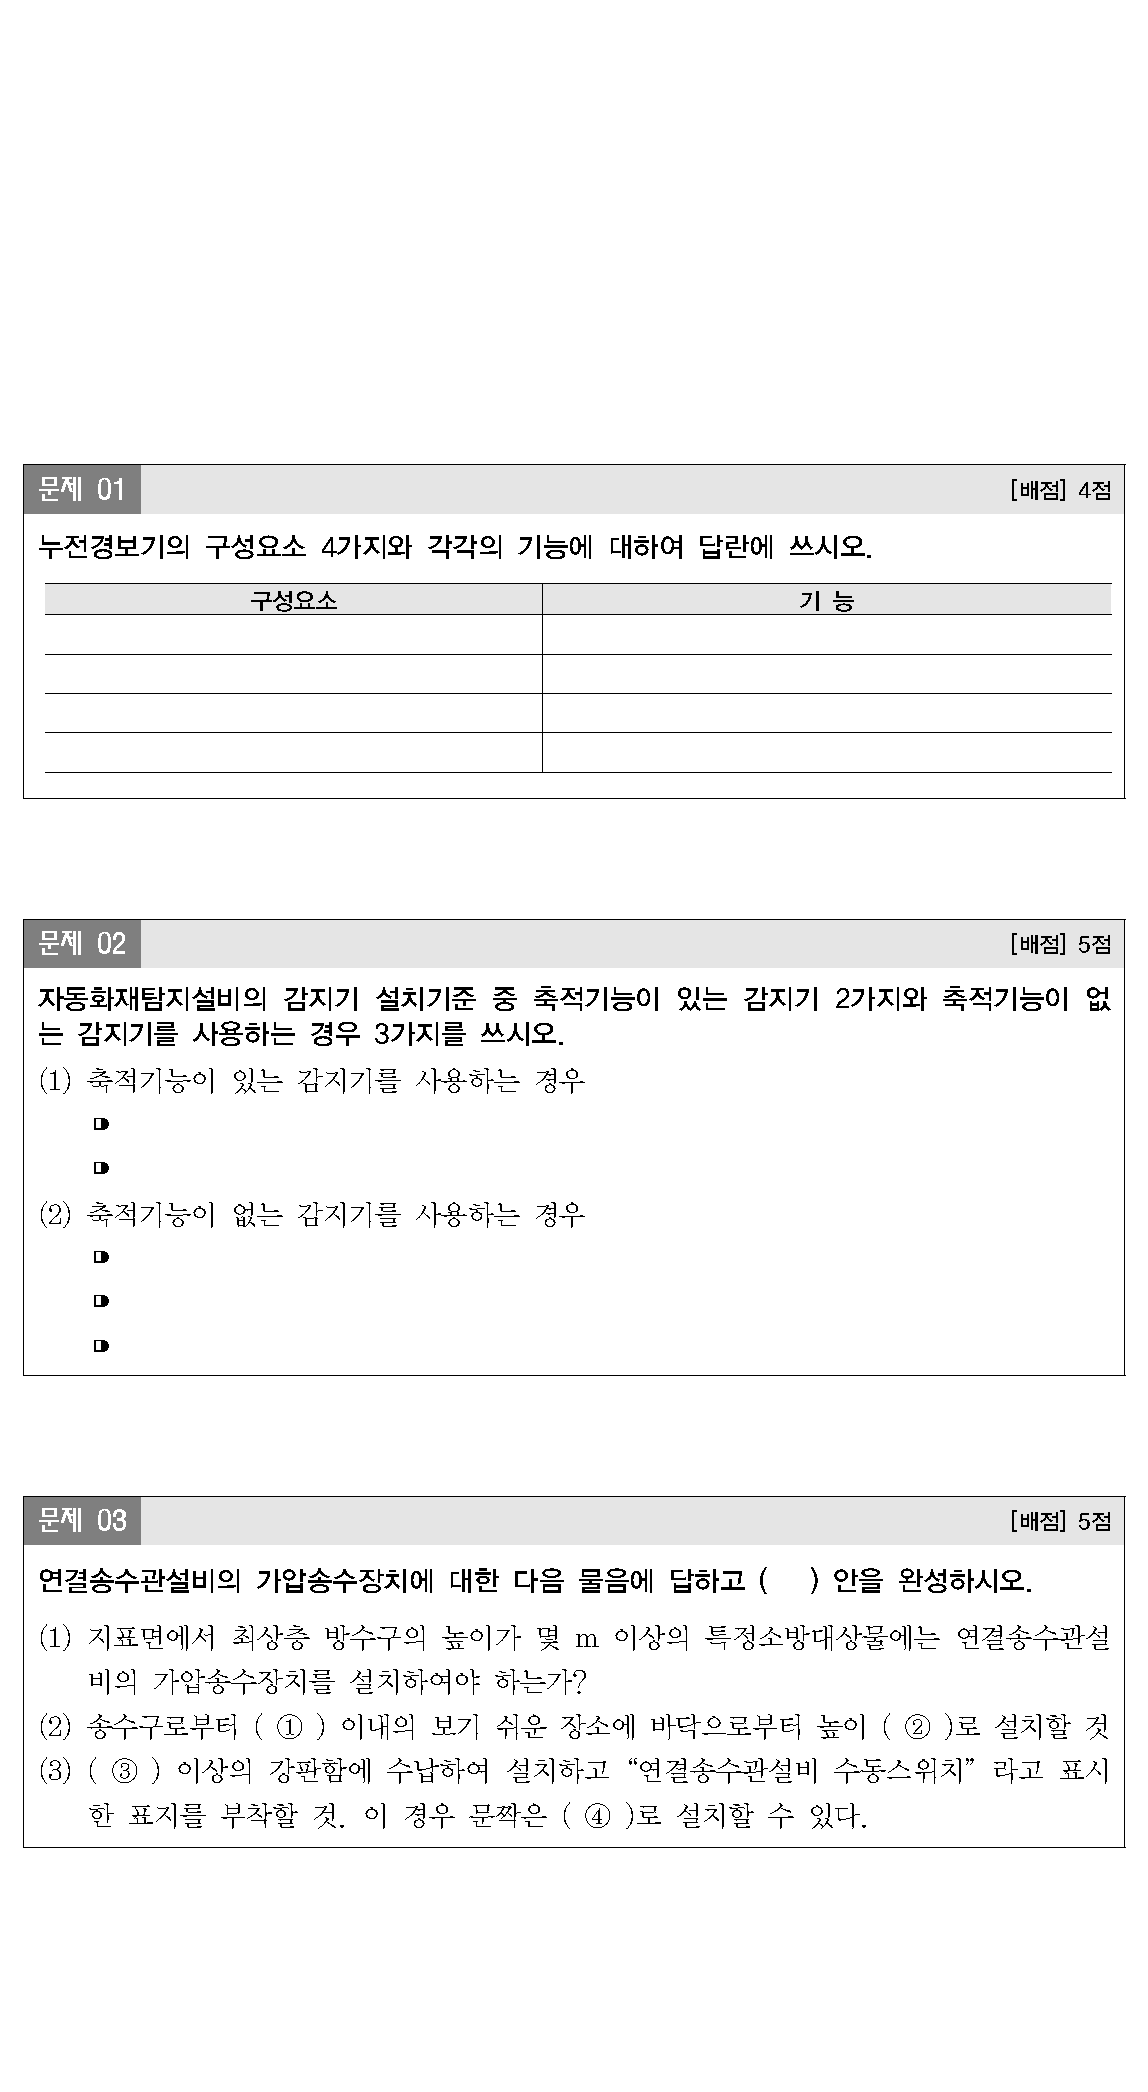 문제 01
[배점] 4점
누전경보기의 구성요소 4가지와 각각의 기능에 대하여 답란에 쓰시오.
구성요소 기 능
문제 02
[배점] 5점
자동화재탐지설비의 감지기 설치기준 중 축적기능이 있는 감지기 2가지와 축적기능이 없
는 감지기를 사용하는 경우 3가지를 쓰시오.
(1) 축적기능이 있는 감지기를 사용하는 경우
(2) 축적기능이 없는 감지기를 사용하는 경우
문제 03
[배점] 5점
연결송수관설비의 가압송수장치에 대한 다음 물음에 답하고 ( ) 안을 완성하시오.
(1) 지표면에서 최상층 방수구의 높이가 몇 m 이상의 특정소방대상물에는 연결송수관설
비의 가압송수장치를 설치하여야 하는가?
(2) 송수구로부터 ( ① ) 이내의 보기 쉬운 장소에 바닥으로부터 높이 ( ② )로 설치할 것
(3) ( ③ ) 이상의 강판함에 수납하여 설치하고 “연결송수관설비 수동스위치” 라고 표시
한 표지를 부착할 것. 이 경우 문짝은 ( ④ )로 설치할 수 있다.